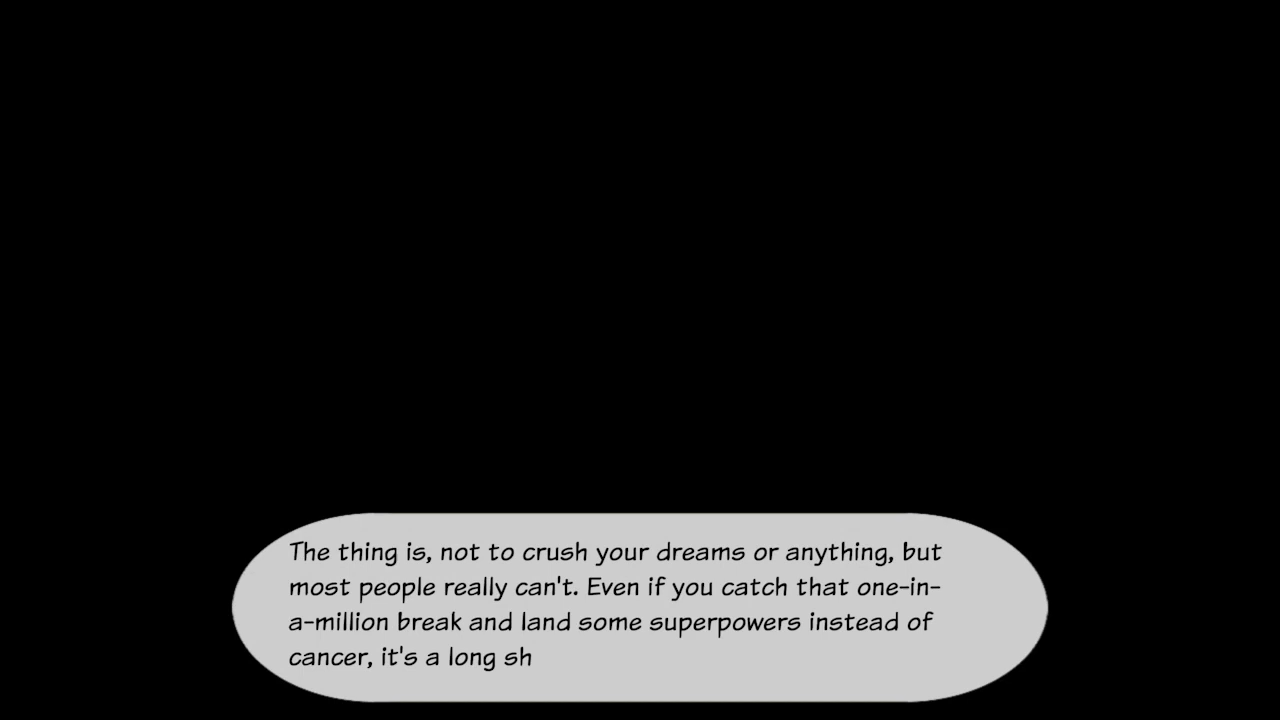 The thing is, not to crush your dreams or anything, but
most people really can't. Even if you catch that one-in-
a-million break and land some superpowers instead of
cancer, it's a long sh